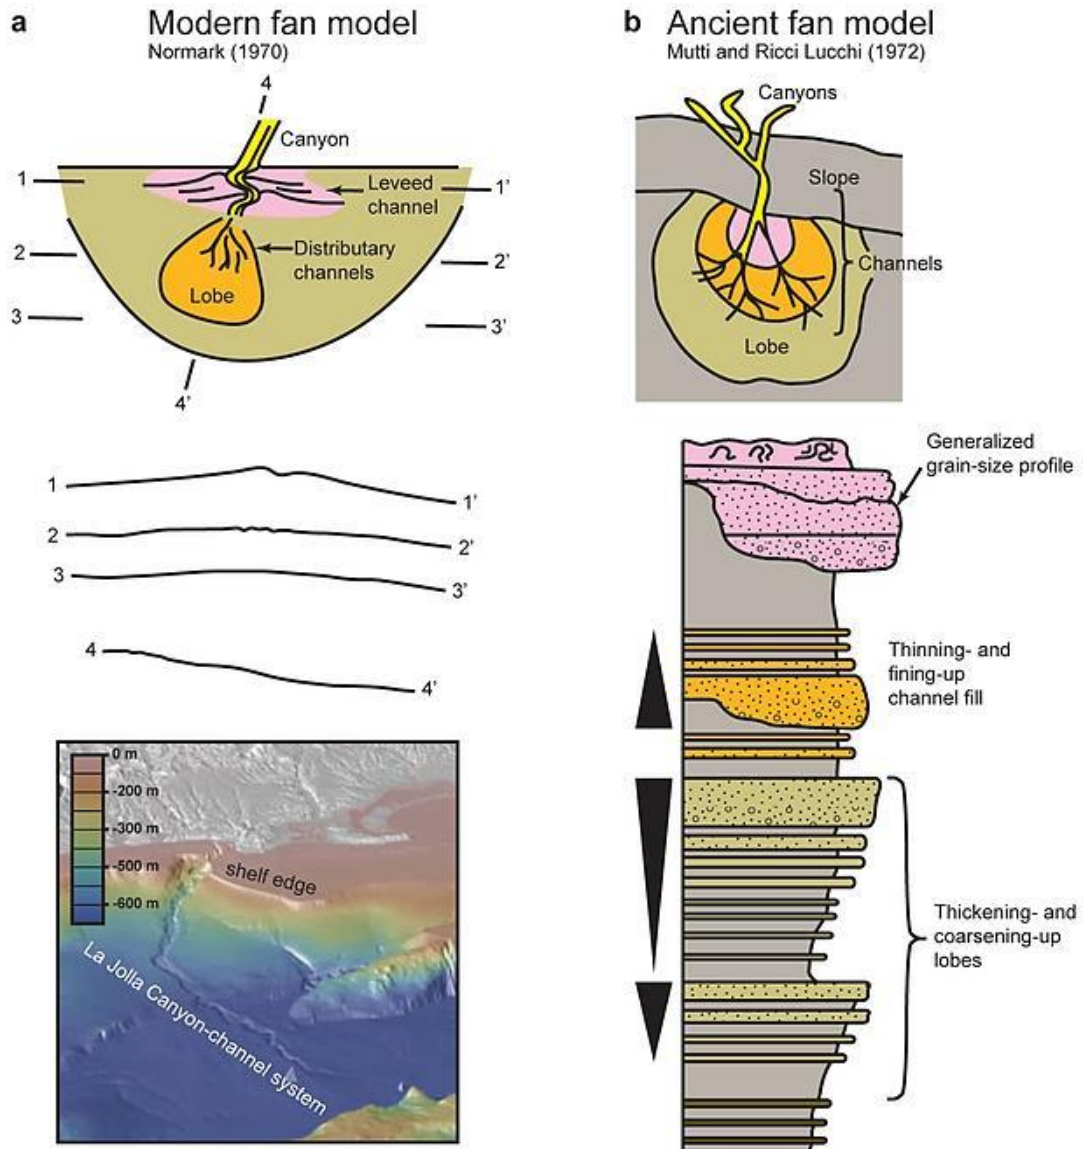 a
Modern fan model
Normark (1970)
4
Canyon
1
Leveed
channel
1'
2
Distributary
channels
2'
Lobe
3
3'
4'
1
1'
2
2'
3
3'
4
4'
0 m
-200 m
-300 m
-500 m
-600 m
shelf edge
La Jolla Canyon-channel system
b
Ancient fan model
Mutti and Ricci Lucchi (1972)
Canyons
Slope
Channels
Lobe
Generalized
grain-size profile
Thinning- and
fining-up
channel fill
Thickening- and
coarsening-up
lobes